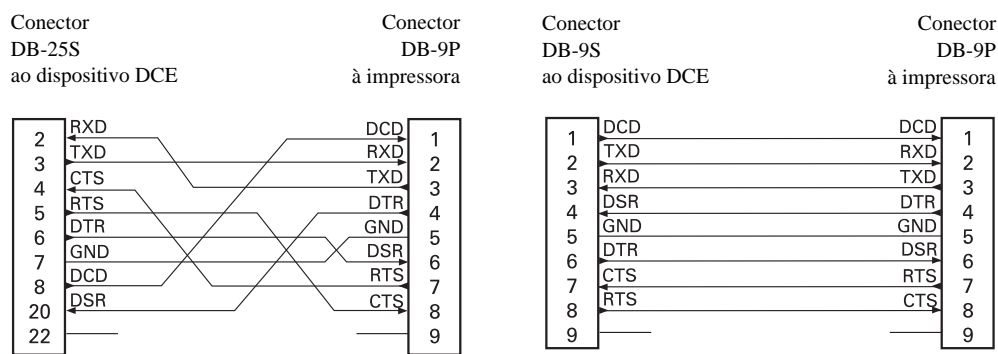 Conector Conector
DB-25S DB-9P
ao dispositivo DCE à impressora
2 RXD DCD 1
3 TXD RXD 2
4 CTS TXD 3
5 RTS DTR 4
6 DTR GND 5
7 GND DSR 6
8 DCD RTS 7
20 DSR CTS 8
22 9
Conector Conector
DB-9S DB-9P
ao dispositivo DCE à impressora
1 DCD DCD 1
2 TXD RXD 2
3 RXD TXD 3
4 DSR DTR 4
5 GND GND 5
6 DTR DSR 6
7 CTS RTS 7
8 RTS CTS 8
9 9